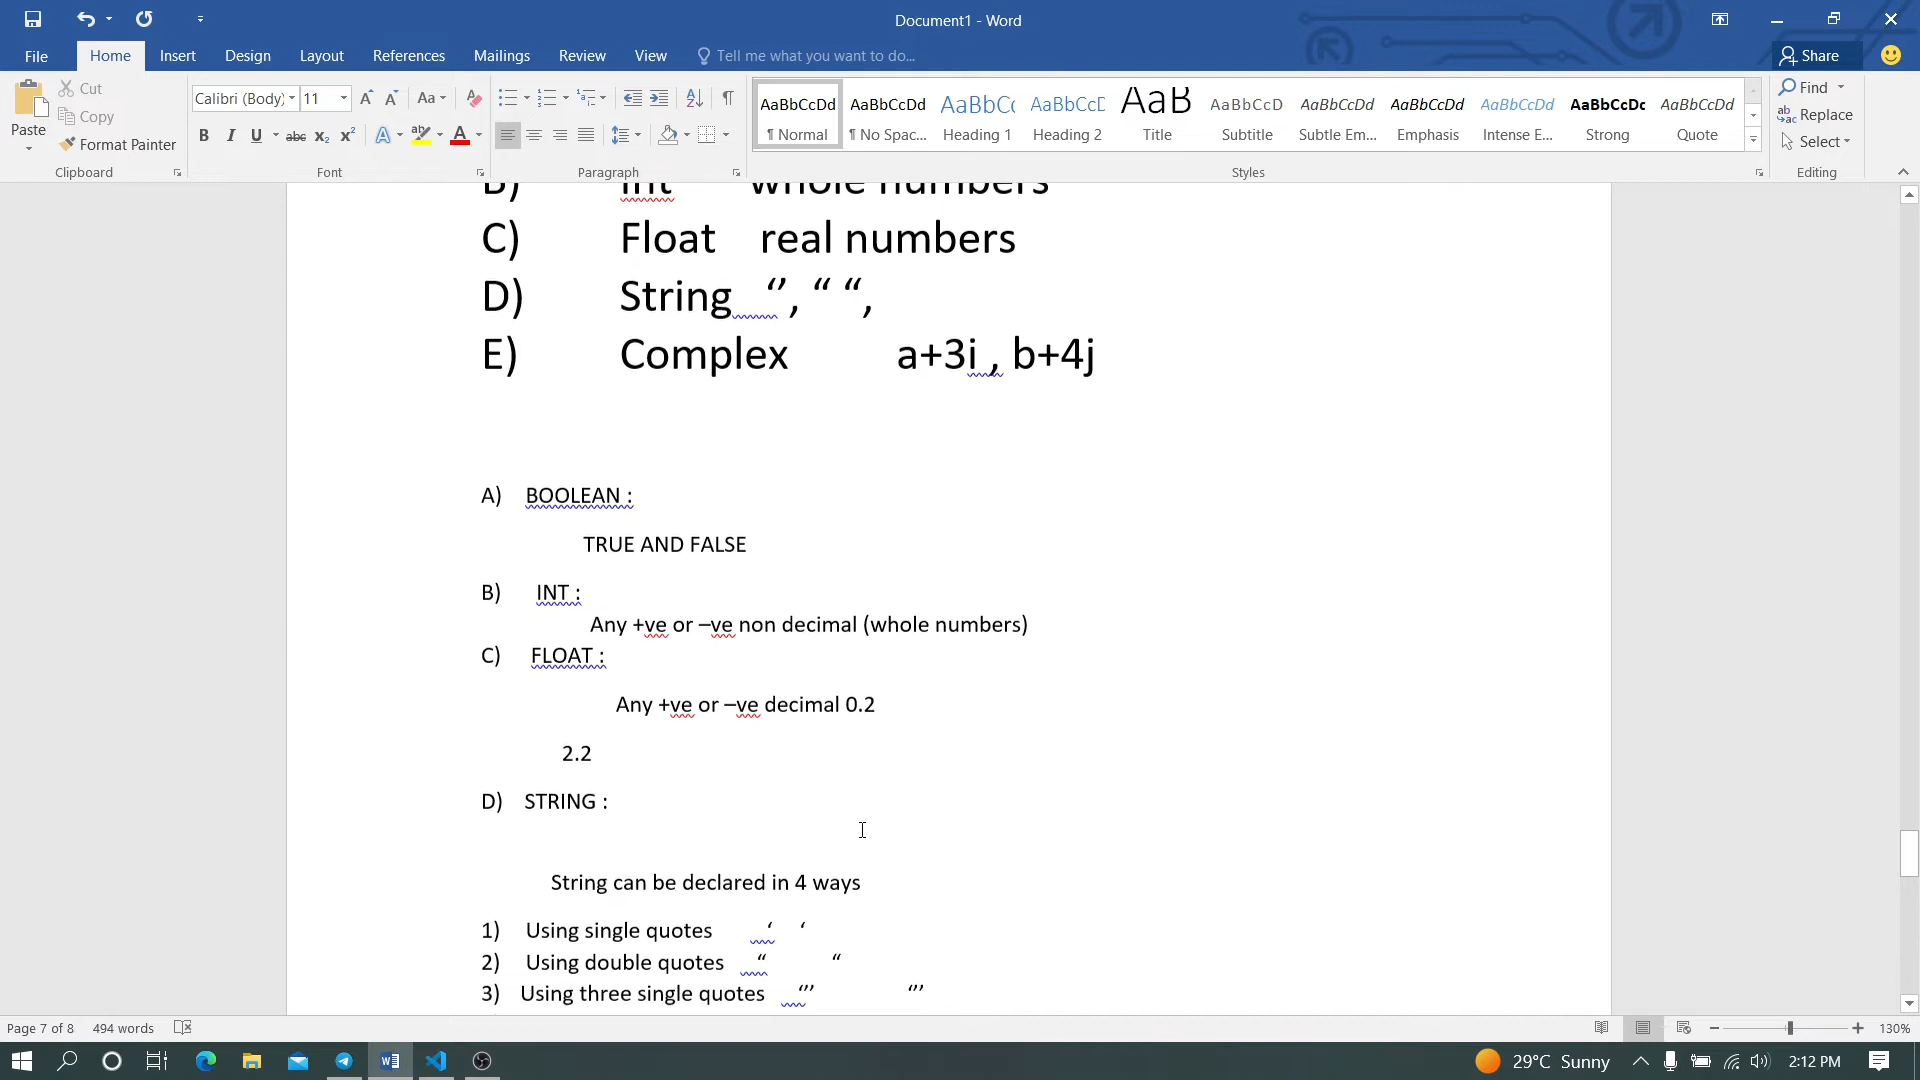 Document1 - Word
File Home Insert Design Layout References Mailings Review View Tell me what you want to do... Share
Paste Cut Copy Format Painter Clipboard
Calibri (Body) 11 Font
Paragraph
AaBbCcDd AaBbCcDd AaBbCc AaBbCcD AaB AaBbCcD AaBbCcDd AaBbCcDd AaBbCcDd AaBbCcDc AaBbCcDd
¶ Normal ¶ No Spac... Heading 1 Heading 2 Title Subtitle Subtle Em... Emphasis Intense E... Strong Quote
Styles
Find Replace Select Editing
B) Int whole numbers
C) Float real numbers
D) String ‘’, “ “,
E) Complex a+3i , b+4j
A) BOOLEAN :
TRUE AND FALSE
B) INT :
Any +ve or –ve non decimal (whole numbers)
C) FLOAT :
Any +ve or –ve decimal 0.2
2.2
D) STRING :
String can be declared in 4 ways
1) Using single quotes ‘ ‘
2) Using double quotes “ “
3) Using three single quotes ‘’’ ‘’’
Page 7 of 8 494 words 130%
29°C Sunny 2:12 PM